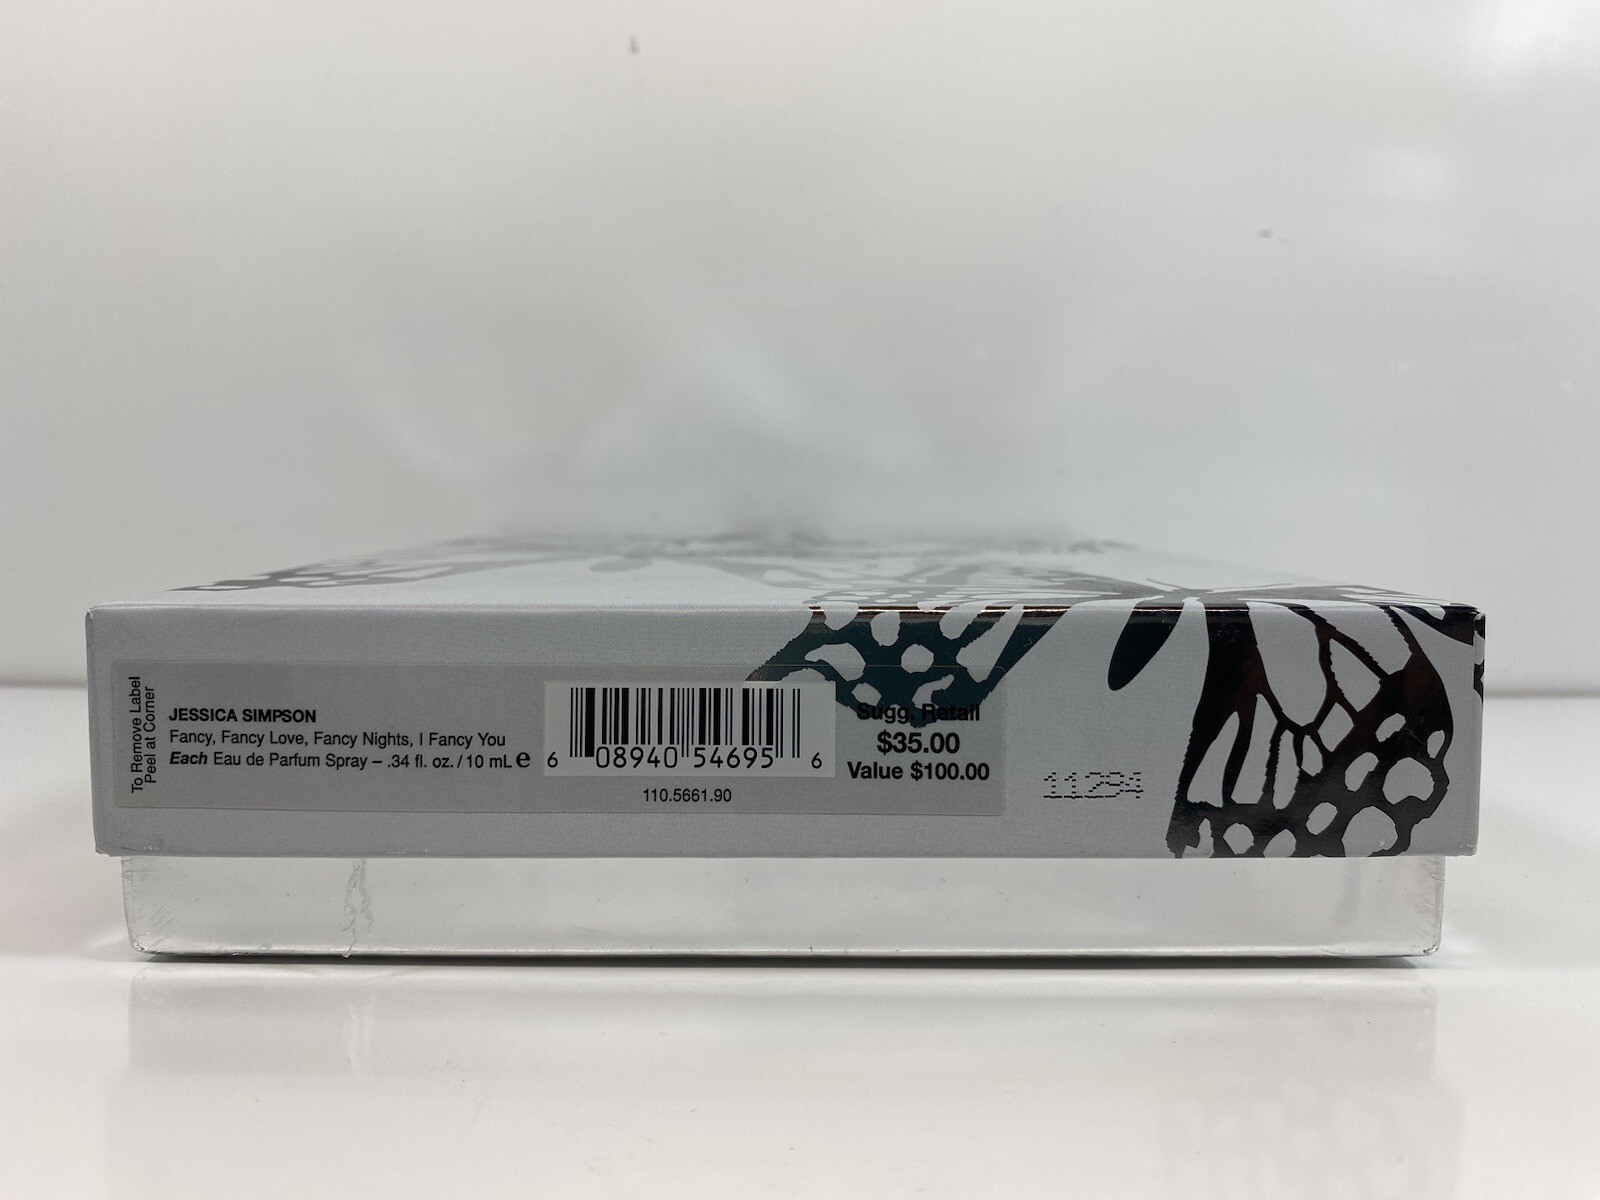 To Remove Label
Peel at Corner
JESSICA SIMPSON
Fancy, Fancy Love, Fancy Nights, I Fancy You
Each Eau de Parfum Spray – .34 fl. oz. / 10 mL e
6 08940 54695 6
110.5661.90
Sugg. Retail
$35.00
Value $100.00
11294